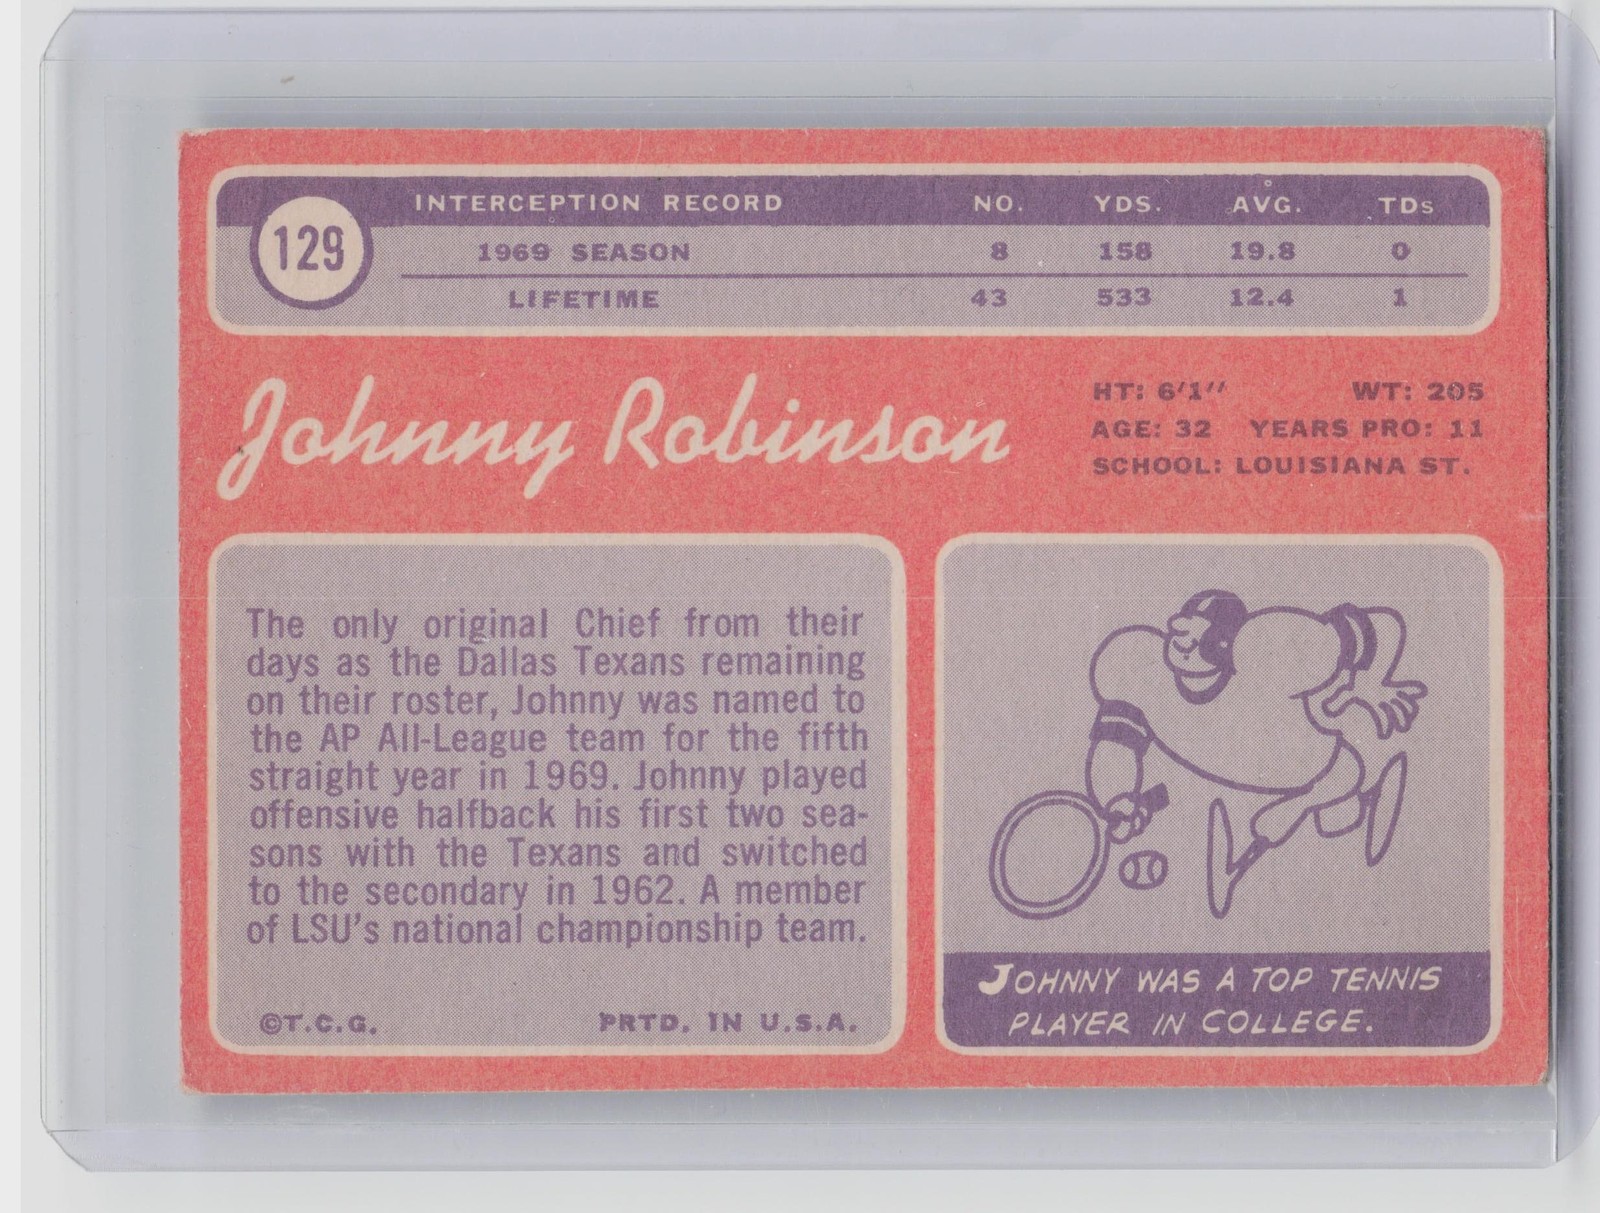 129
INTERCEPTION RECORD NO. YDS. AVG. TDs
1969 SEASON 8 158 19.8 0
LIFETIME 43 533 12.4 1
Johnny Robinson
HT: 6'1" WT: 205
AGE: 32 YEARS PRO: 11
SCHOOL: LOUISIANA ST.
The only original Chief from their
days as the Dallas Texans remaining
on their roster, Johnny was named to
the AP All-League team for the fifth
straight year in 1969. Johnny played
offensive halfback his first two sea-
sons with the Texans and switched
to the secondary in 1962. A member
of LSU's national championship team.
©T.C.G. PRTD. IN U.S.A.
JOHNNY WAS A TOP TENNIS
PLAYER IN COLLEGE.